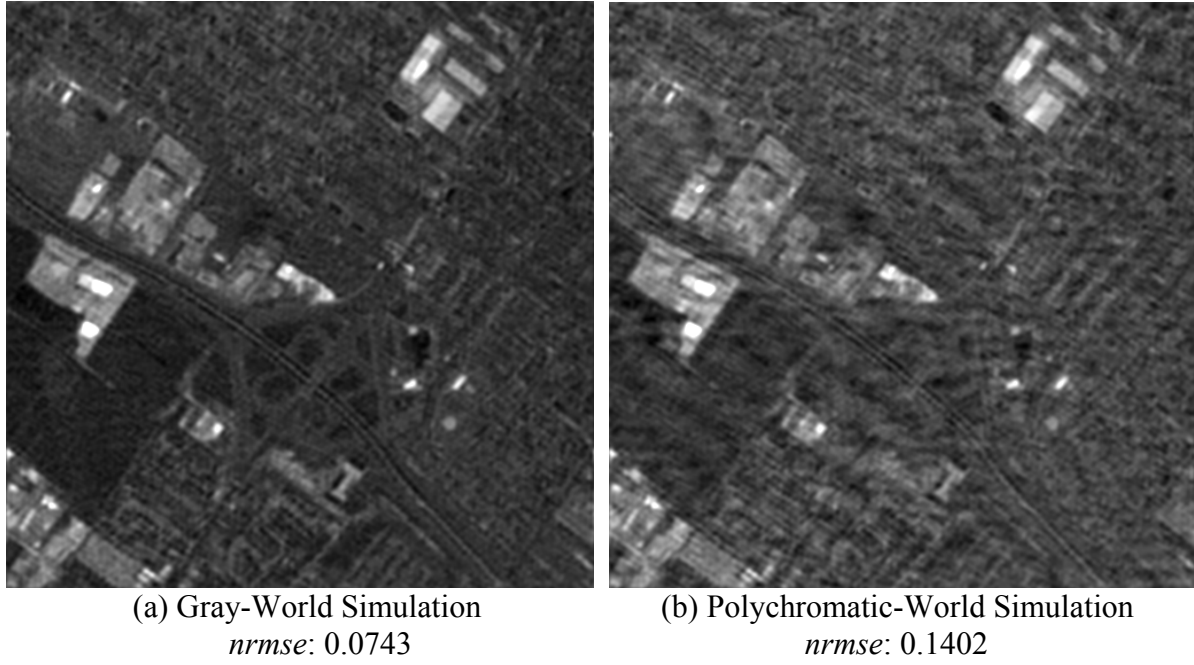 (a) Gray-World Simulation
nrmse: 0.0743
(b) Polychromatic-World Simulation
nrmse: 0.1402